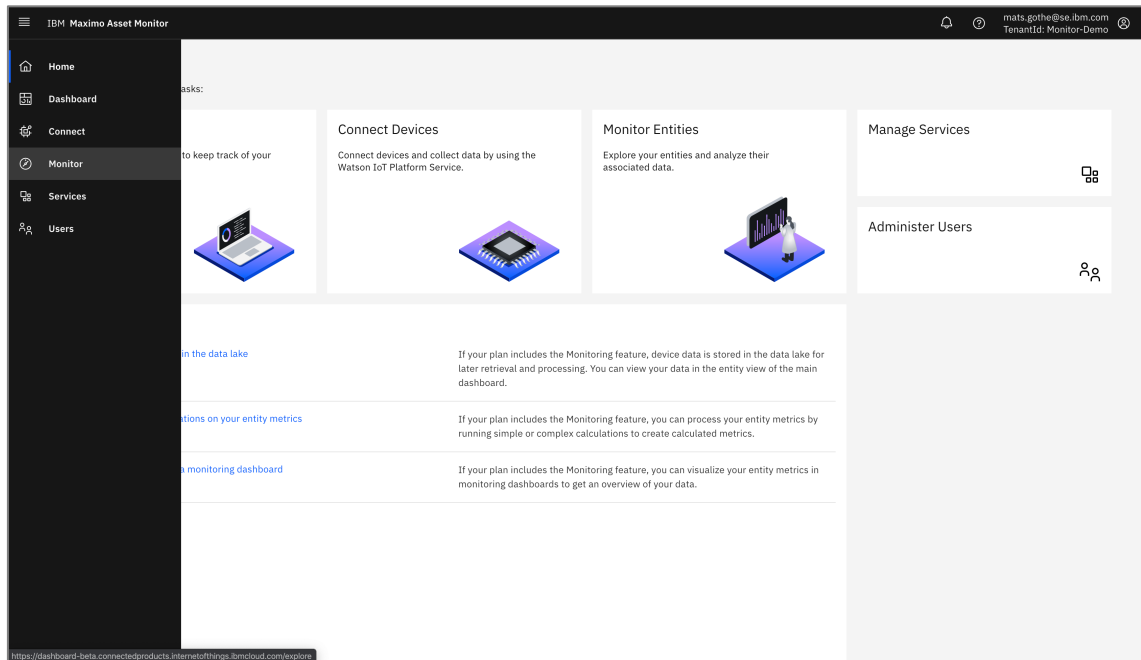 IBM Maximo Asset Monitor
mats.gothe@se.ibm.com
TenantId: Monitor-Demo
Home
Dashboard
Connect
Monitor
Services
Users
asks:
to keep track of your
Connect Devices
Connect devices and collect data by using the
Watson IoT Platform Service.
Monitor Entities
Explore your entities and analyze their
associated data.
Manage Services
Administer Users
in the data lake
If your plan includes the Monitoring feature, device data is stored in the data lake for
later retrieval and processing. You can view your data in the entity view of the main
dashboard.
ations on your entity metrics
If your plan includes the Monitoring feature, you can process your entity metrics by
running simple or complex calculations to create calculated metrics.
a monitoring dashboard
If your plan includes the Monitoring feature, you can visualize your entity metrics in
monitoring dashboards to get an overview of your data.
https://dashboard-beta.connectedproducts.internetofthings.ibmcloud.com/explore